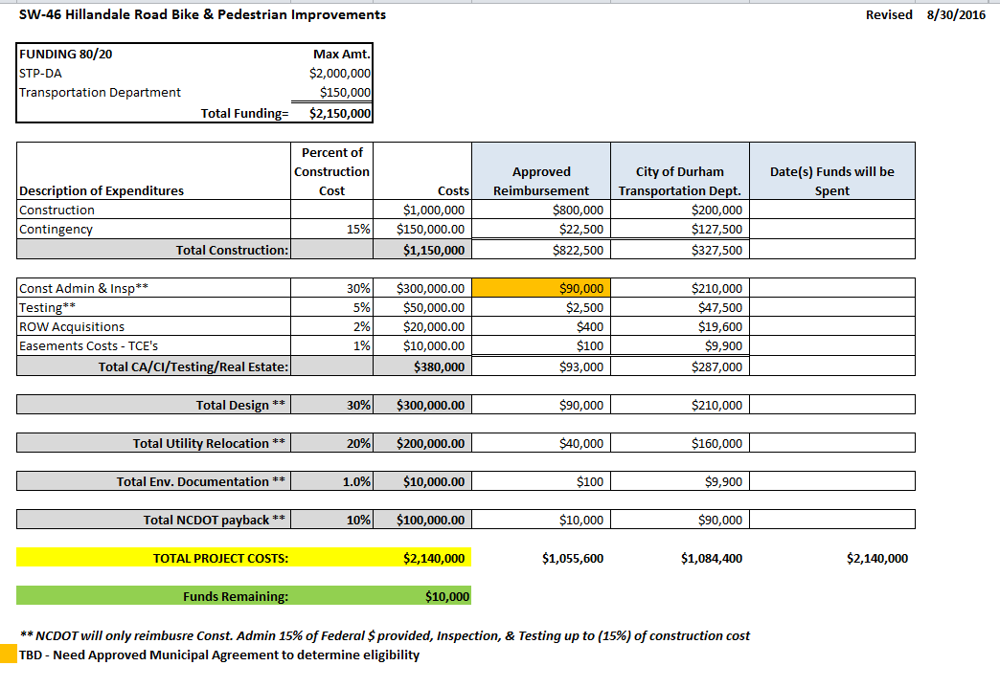 SW-46 Hillandale Road Bike & Pedestrian Improvements Revised 8/30/2016
FUNDING 80/20 Max Amt.
STP-DA $2,000,000
Transportation Department $150,000
Total Funding= $2,150,000
Description of Expenditures Percent of Construction Cost Costs Approved Reimbursement City of Durham Transportation Dept. Date(s) Funds will be Spent
Construction $1,000,000 $800,000 $200,000
Contingency 15% $150,000.00 $22,500 $127,500
Total Construction: $1,150,000 $822,500 $327,500
Const Admin & Insp** 30% $300,000.00 $90,000 $210,000
Testing** 5% $50,000.00 $2,500 $47,500
ROW Acquisitions 2% $20,000.00 $400 $19,600
Easements Costs - TCE's 1% $10,000.00 $100 $9,900
Total CA/CI/Testing/Real Estate: $380,000 $93,000 $287,000
Total Design ** 30% $300,000.00 $90,000 $210,000
Total Utility Relocation ** 20% $200,000.00 $40,000 $160,000
Total Env. Documentation ** 1.0% $10,000.00 $100 $9,900
Total NCDOT payback ** 10% $100,000.00 $10,000 $90,000
TOTAL PROJECT COSTS: $2,140,000 $1,055,600 $1,084,400 $2,140,000
Funds Remaining: $10,000
** NCDOT will only reimbusre Const. Admin 15% of Federal $ provided, Inspection, & Testing up to (15%) of construction cost
TBD - Need Approved Municipal Agreement to determine eligibility